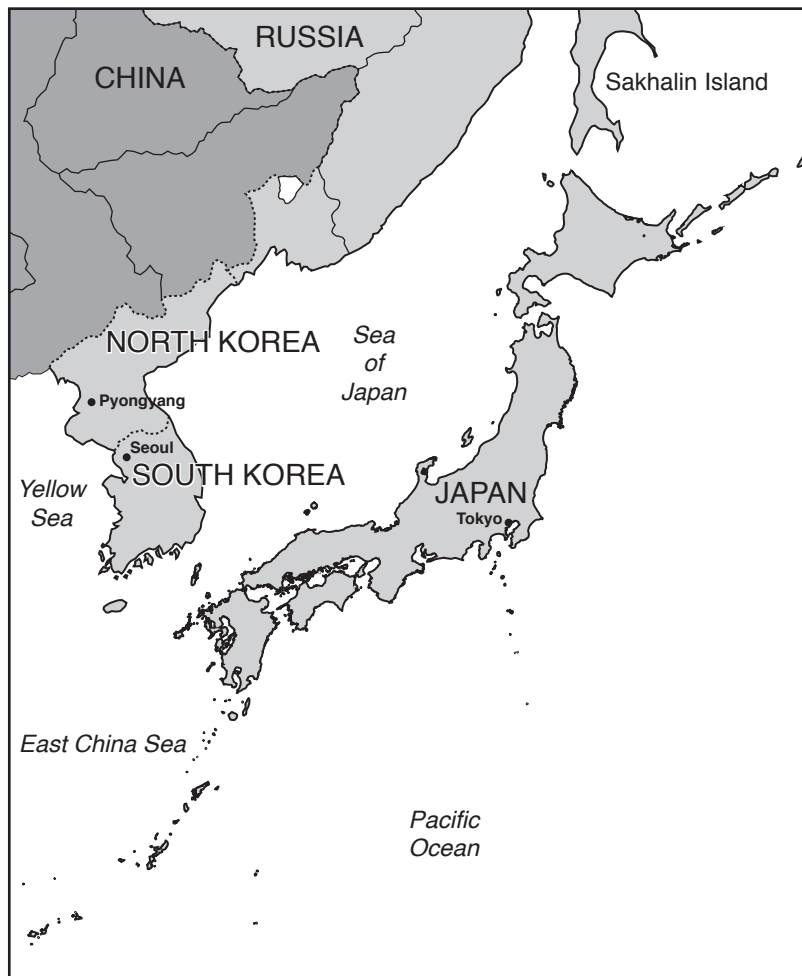 RUSSIA
CHINA
Sakhalin Island
NORTH KOREA
Sea
of
Japan
Pyongyang
Seoul
SOUTH KOREA
Yellow
Sea
JAPAN
Tokyo
East China Sea
Pacific
Ocean